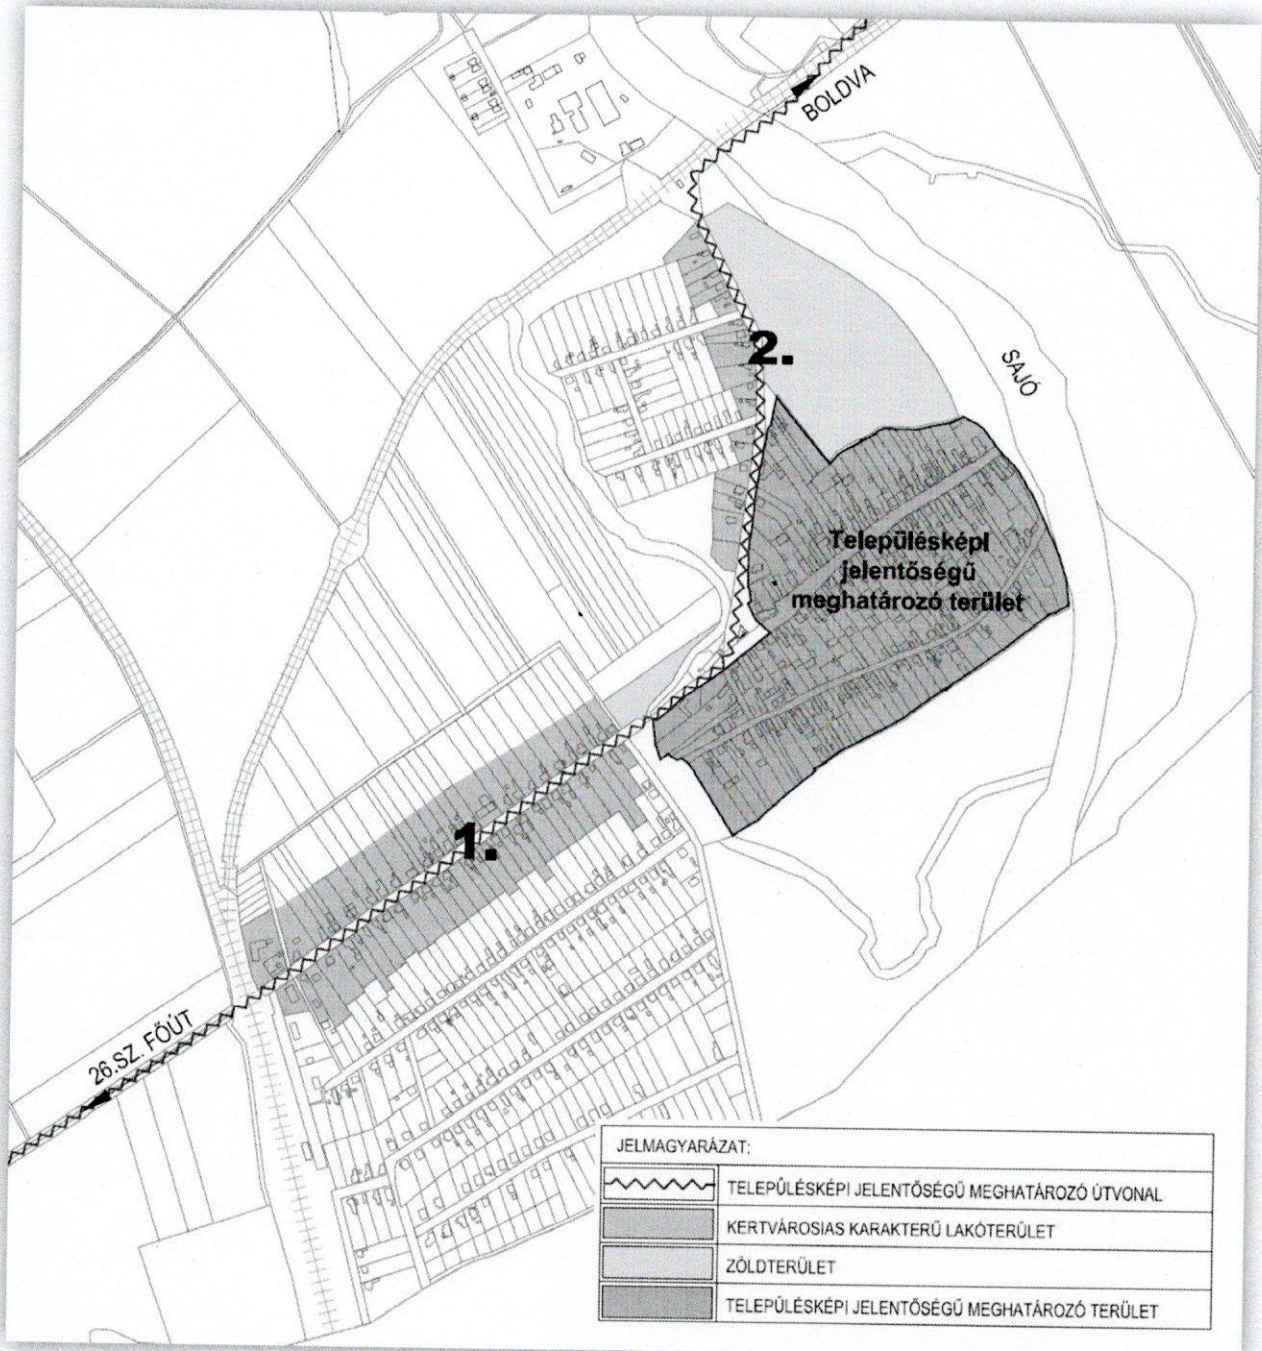 BOLDVA
2.
SAJÓ
Településképi
jelentőségű
meghatározó terület
1.
26.SZ. FŐÚT
JELMAGYARÁZAT:
TELEPÜLÉSKÉPI JELENTŐSÉGŰ MEGHATÁROZÓ ÚTVONAL
KERTVÁROSIAS KARAKTERŰ LAKÓTERÜLET
ZÖLDTERÜLET
TELEPÜLÉSKÉPI JELENTŐSÉGŰ MEGHATÁROZÓ TERÜLET